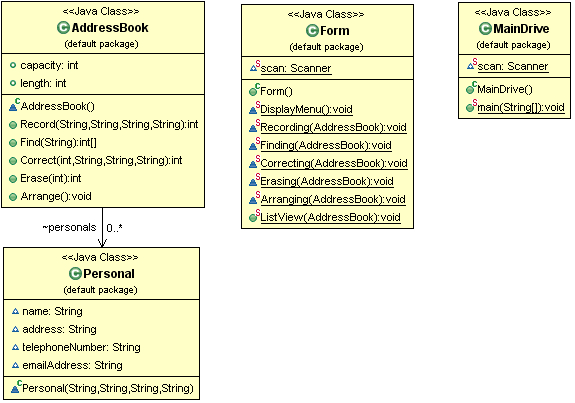 <<Java Class>>
AddressBook
(default package)
capacity: int
length: int
AddressBook()
Record(String,String,String,String):int
Find(String):int[]
Correct(int,String,String,String):int
Erase(int):int
Arrange():void
~personals 0..*
<<Java Class>>
Personal
(default package)
name: String
address: String
telephoneNumber: String
emailAddress: String
Personal(String,String,String,String)
<<Java Class>>
Form
(default package)
scan: Scanner
Form()
DisplayMenu():void
Recording(AddressBook):void
Finding(AddressBook):void
Correcting(AddressBook):void
Erasing(AddressBook):void
Arranging(AddressBook):void
ListView(AddressBook):void
<<Java Class>>
MainDrive
(default package)
scan: Scanner
MainDrive()
main(String[]):void